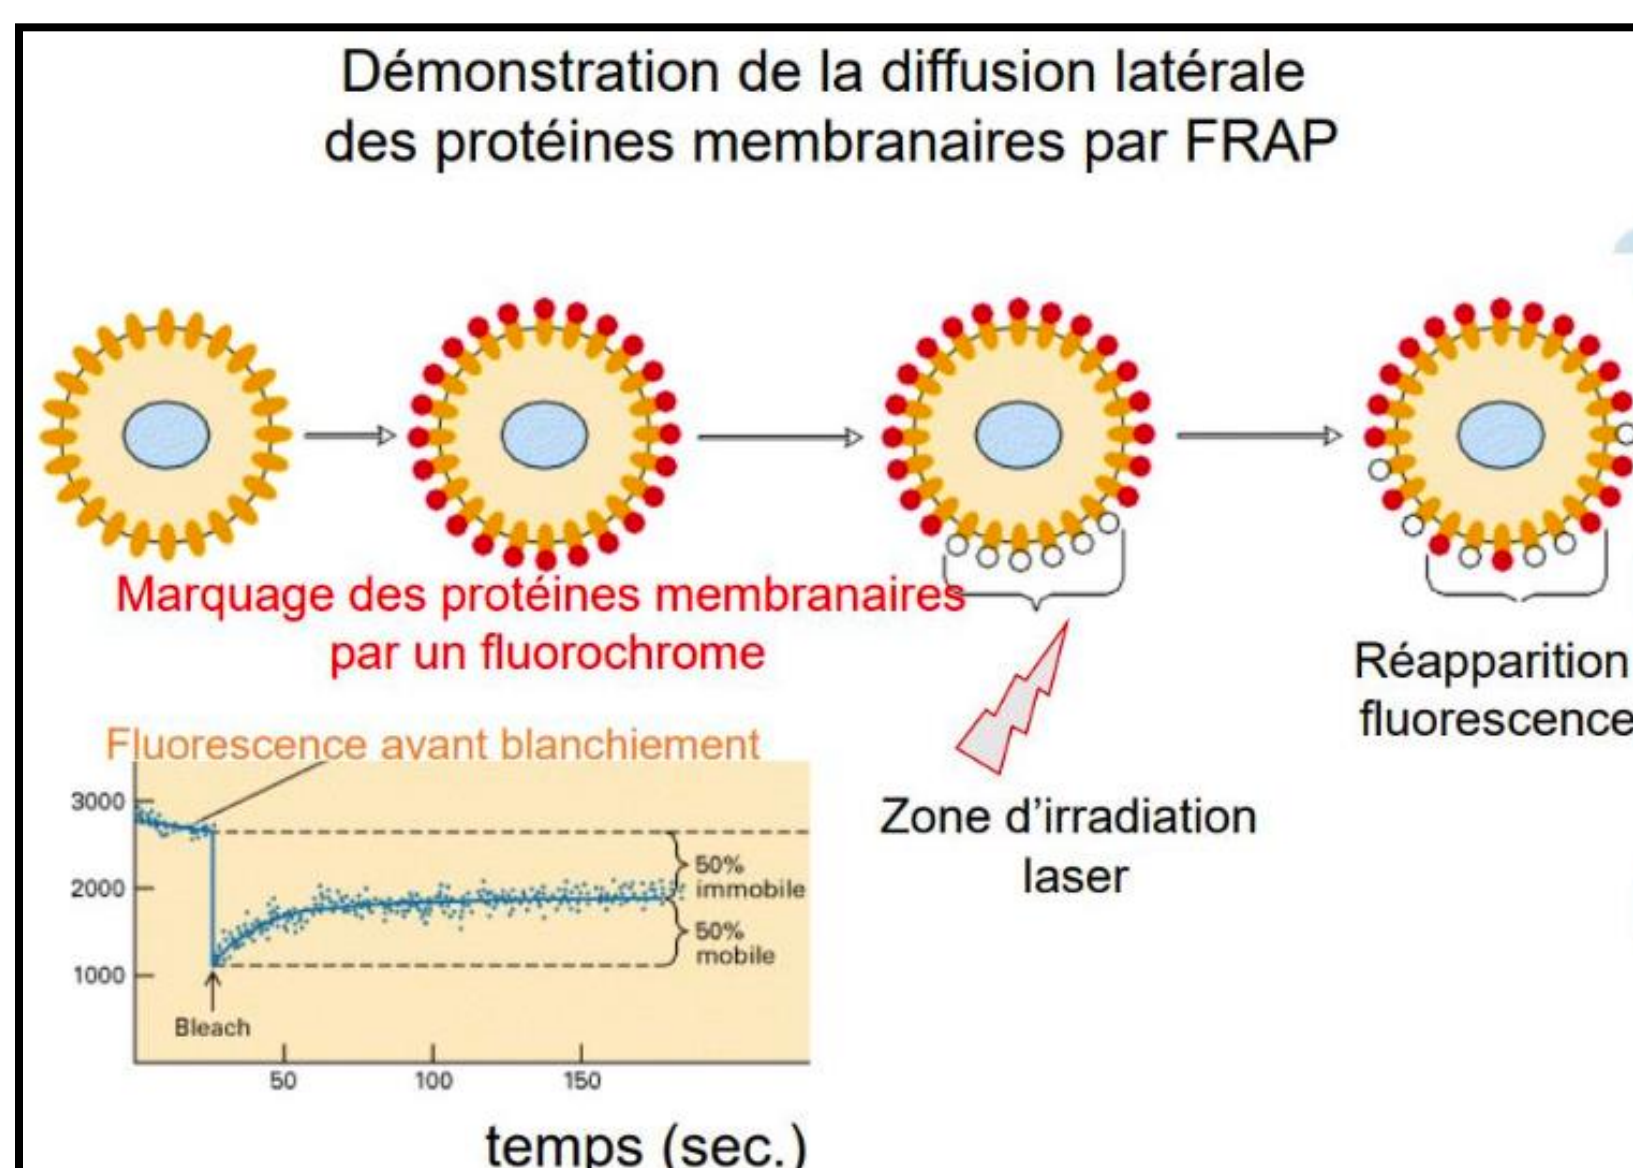 Démonstration de la diffusion latérale
des protéines membranaires par FRAP
Marquage des protéines membranaires
par un fluorochrome
Réapparition
fluorescence
Zone d’irradiation
laser
Fluorescence avant blanchiement
3000
2000
1000
50%
immobile
50%
mobile
Bleach
50
100
150
temps (sec.)